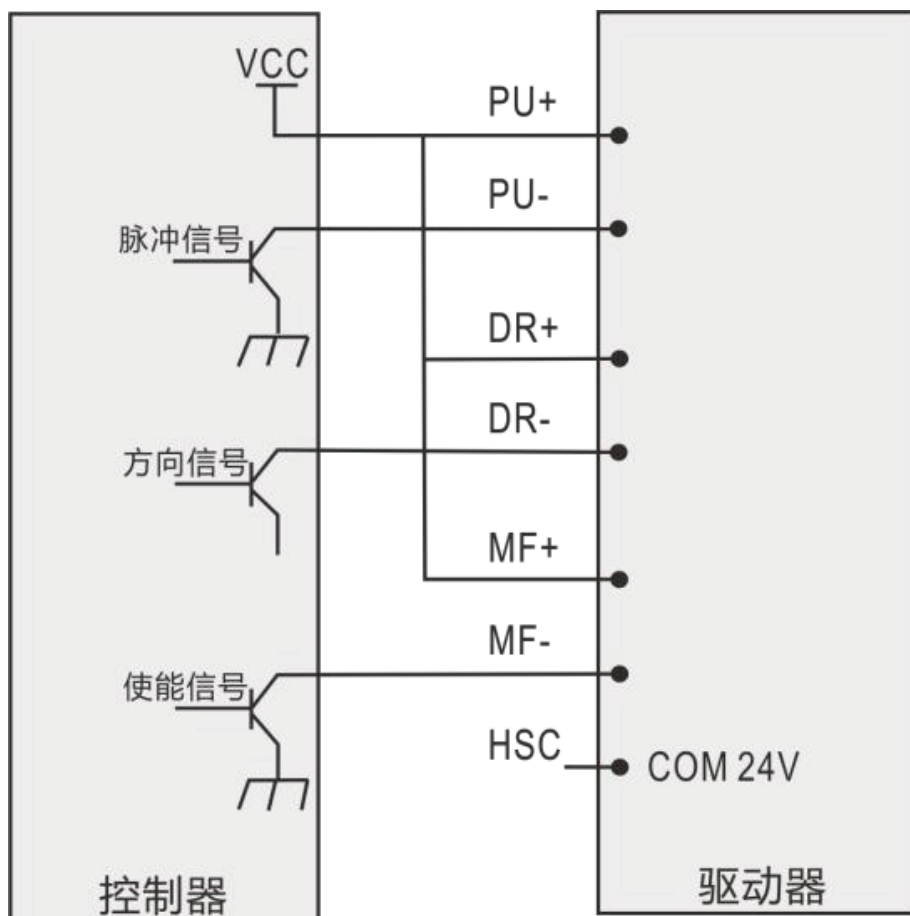 VCC
PU+
PU-
脉冲信号
DR+
DR-
方向信号
MF+
MF-
使能信号
HSC
COM 24V
控制器
驱动器